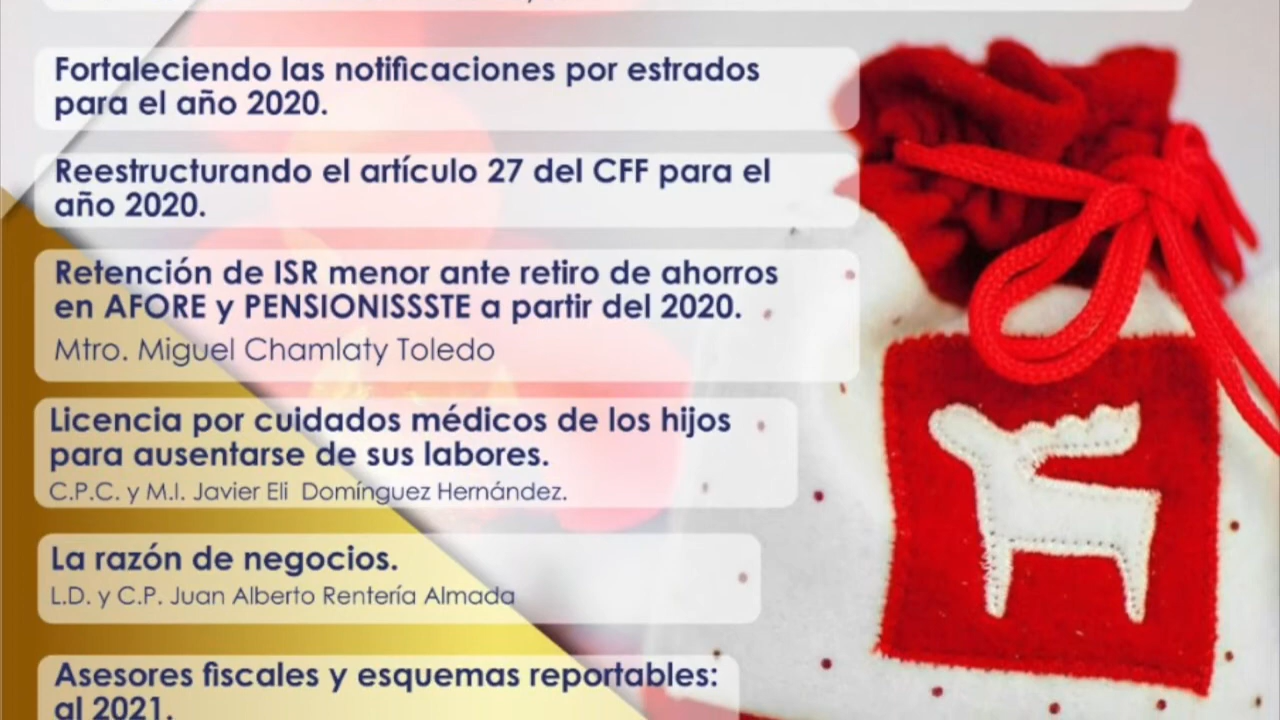 Fortaleciendo las notificaciones por estrados
para el año 2020.
Reestructurando el artículo 27 del CFF para el
año 2020.
Retención de ISR menor ante retiro de ahorros
en AFORE y PENSIONISSSTE a partir del 2020.
Mtro. Miguel Chamlaty Toledo
Licencia por cuidados médicos de los hijos
para ausentarse de sus labores.
C.P.C. y M.I. Javier Eli Domínguez Hernández.
La razón de negocios.
L.D. y C.P. Juan Alberto Rentería Almada
Asesores fiscales y esquemas reportables:
al 2021.